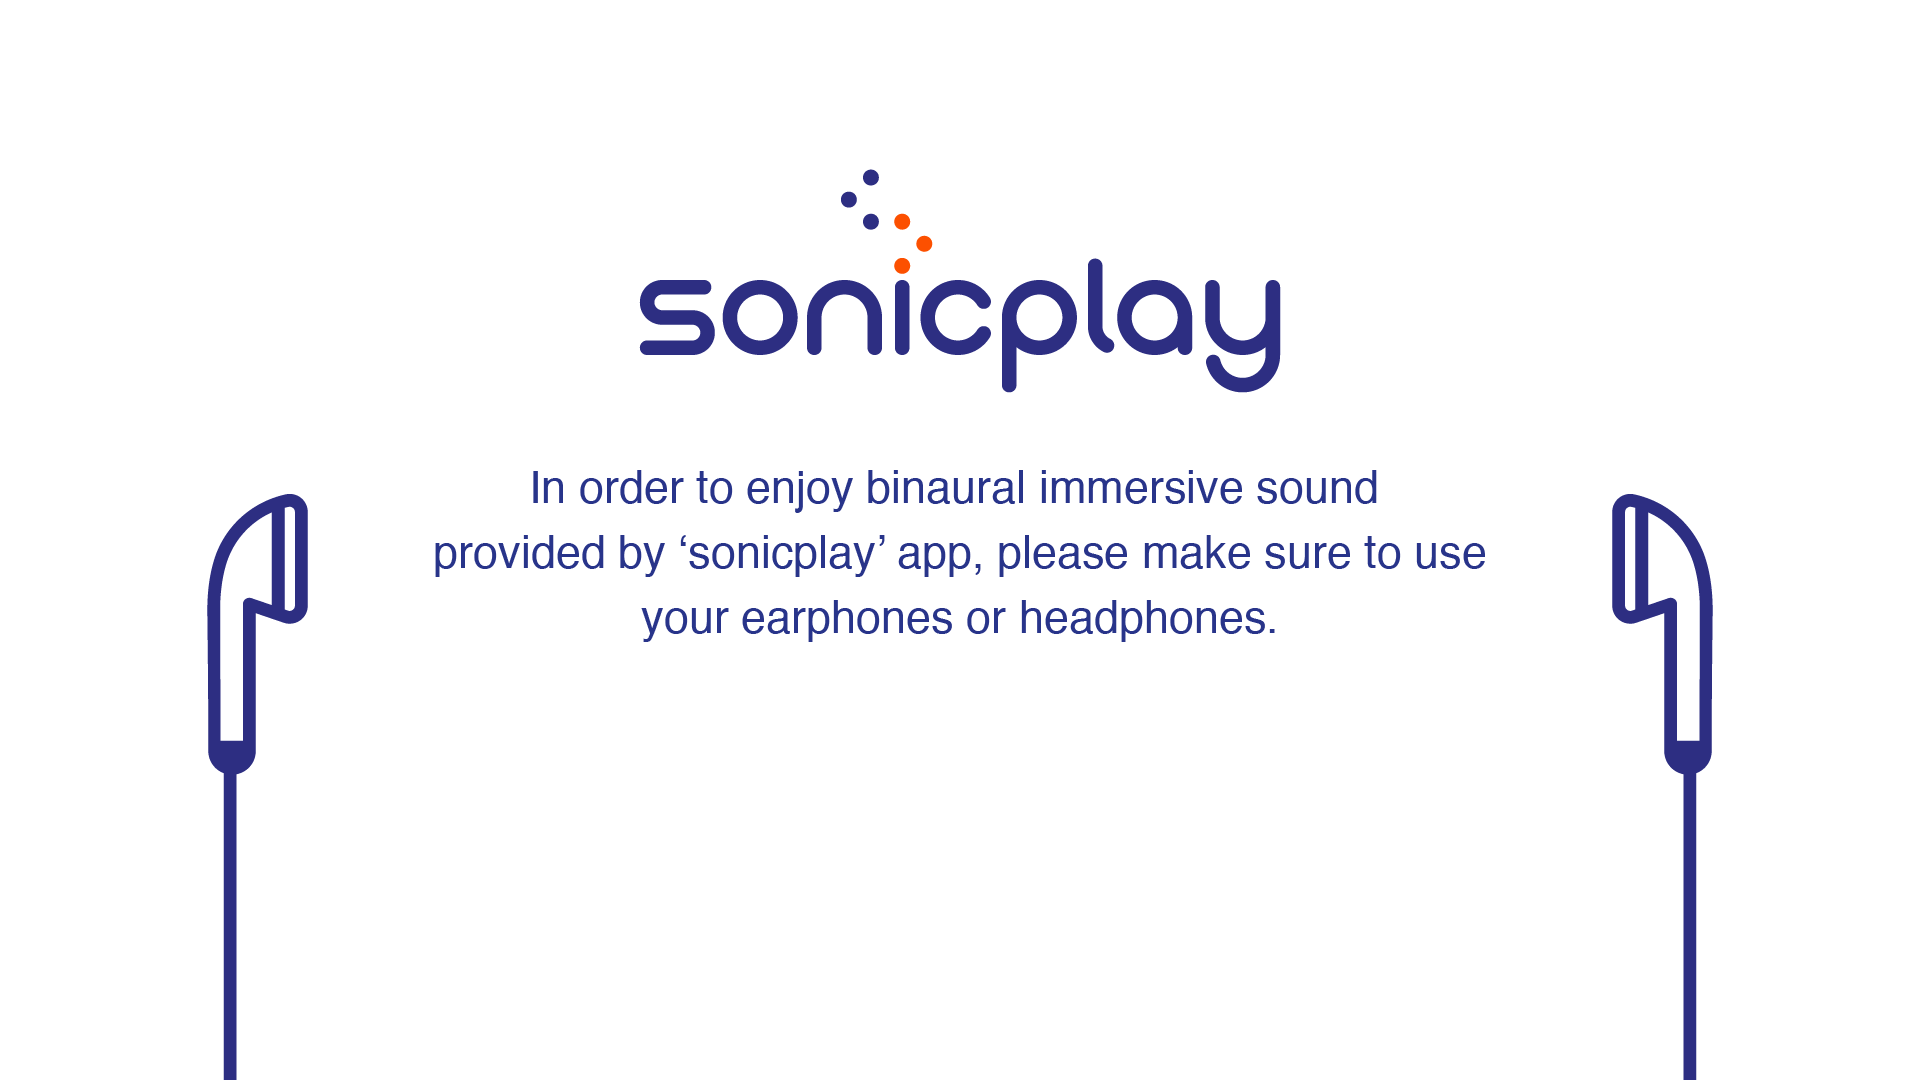 sonicplay
In order to enjoy binaural immersive sound
provided by ‘sonicplay’ app, please make sure to use
your earphones or headphones.